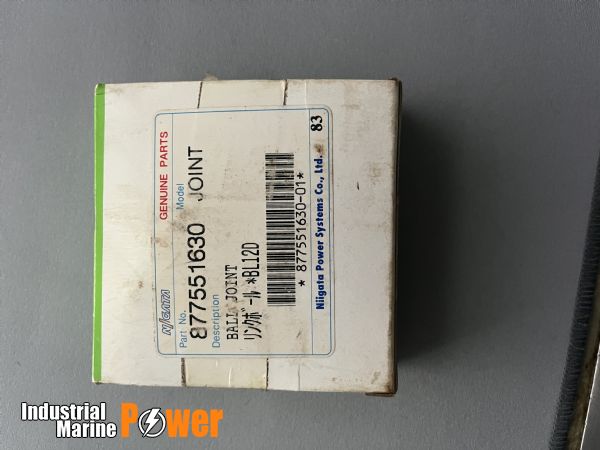 NIIGATA GENUINE PARTS
Part No. Model
877551630 JOINT
Description
BALL JOINT
リンクボール *BL12D
* 877551630-01*
Niigata Power Systems Co., Ltd. 83
Industrial
Marine Power